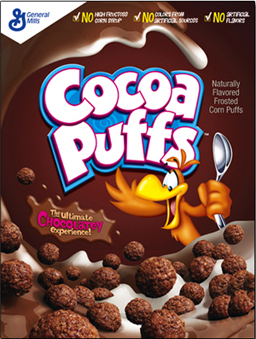 General
Mills
NO HIGH FRUCTOSE
CORN SYRUP
NO COLORS FROM
ARTIFICIAL SOURCES
NO ARTIFICIAL
FLAVORS
Cocoa
Puffs™
Naturally
Flavored
Frosted
Corn Puffs
The Ultimate
CHOCOLATEY
experience!